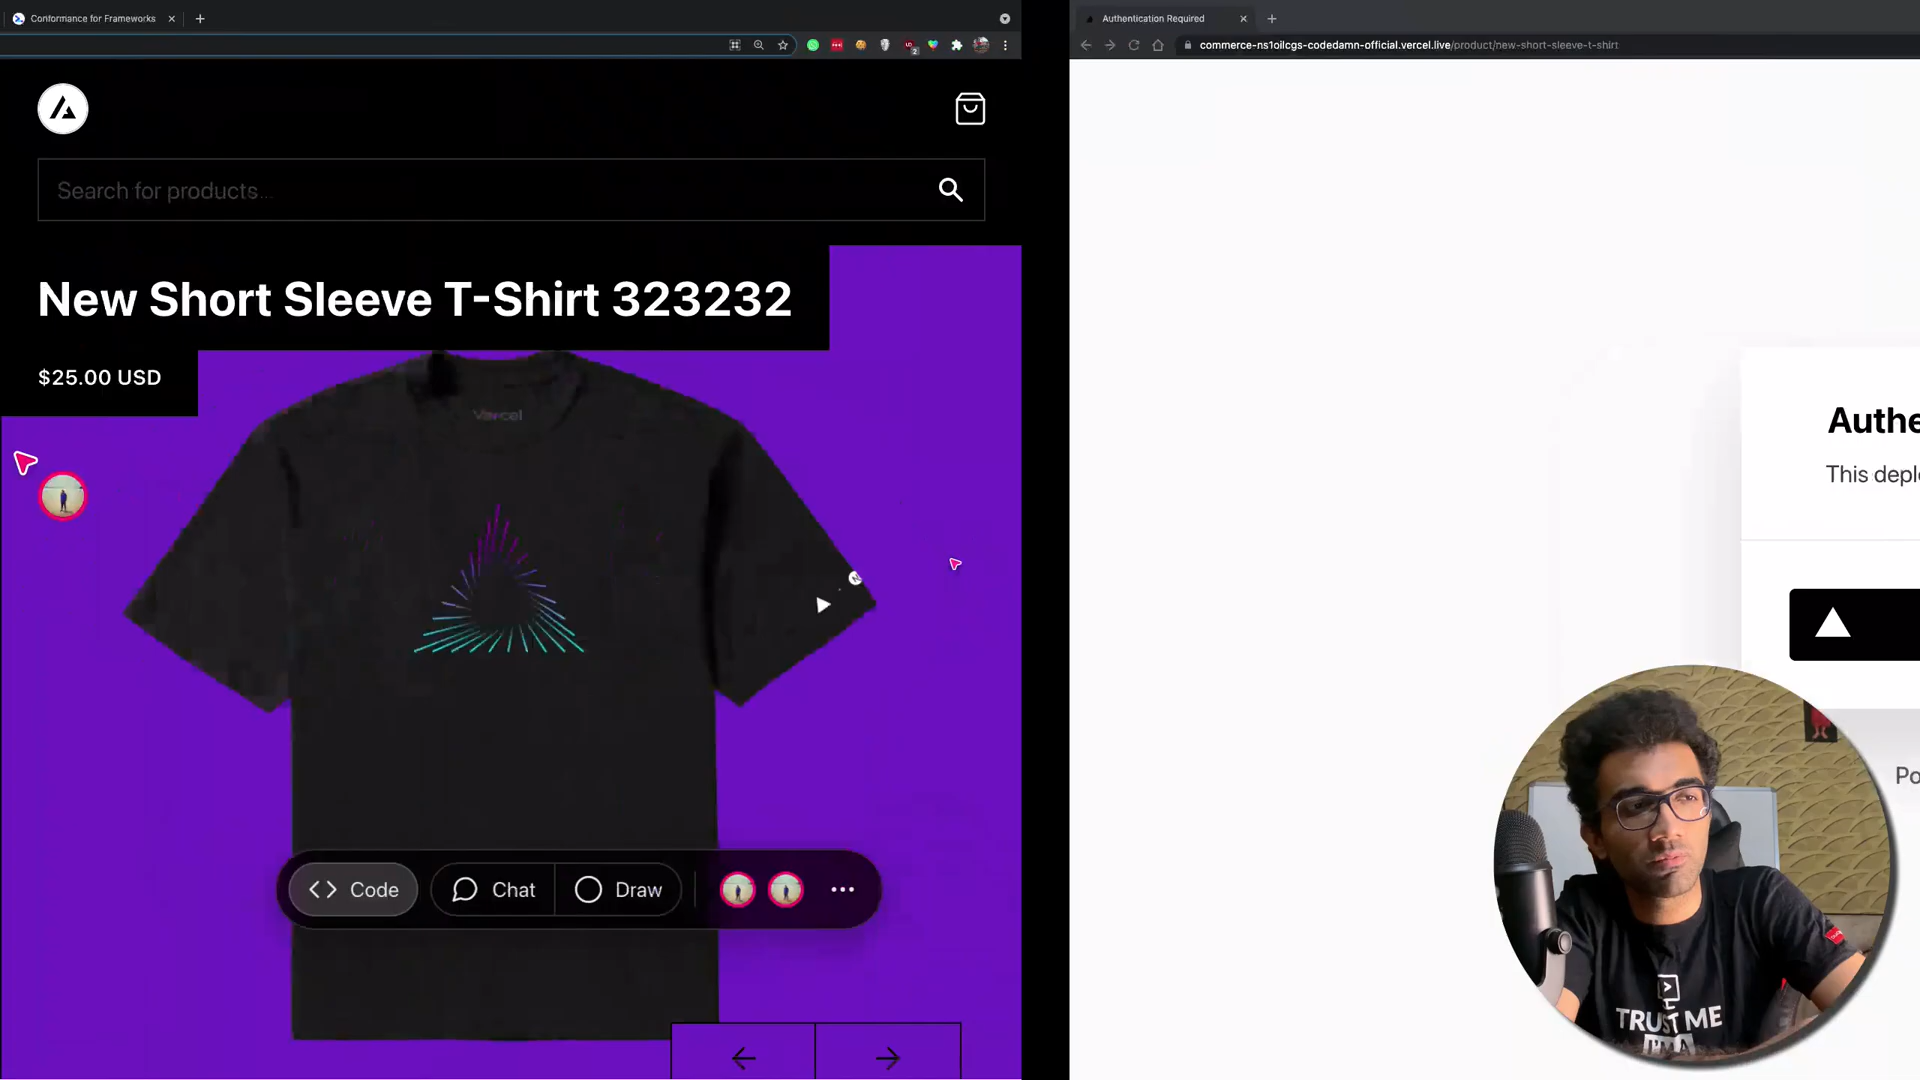 Conformance for Frameworks
Authentication Required
commerce-ns1oilcgs-codedamn-official.vercel.live/product/new-short-sleeve-t-shirt
Search for products...
New Short Sleeve T-Shirt 323232
$25.00 USD
Vercel
Authe
This depl
Code
Chat
Draw
Po
TRUST ME
I'M A